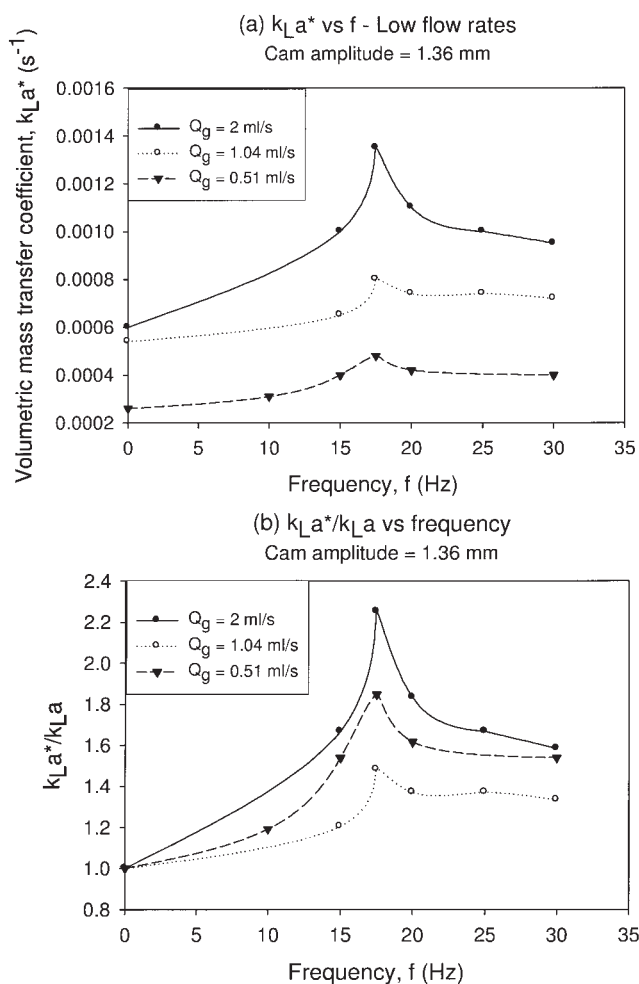 (a) kLa* vs f - Low flow rates
Cam amplitude = 1.36 mm
Volumetric mass transfer coefficient, kLa* (s-1)
0.0016
0.0014
0.0012
0.0010
0.0008
0.0006
0.0004
0.0002
Qg = 2 ml/s
Qg = 1.04 ml/s
Qg = 0.51 ml/s
0 5 10 15 20 25 30 35
Frequency, f (Hz)
(b) kLa*/kLa vs frequency
Cam amplitude = 1.36 mm
kLa*/kLa
2.4
2.2
2.0
1.8
1.6
1.4
1.2
1.0
0.8
Qg = 2 ml/s
Qg = 1.04 ml/s
Qg = 0.51 ml/s
0 5 10 15 20 25 30 35
Frequency, f (Hz)